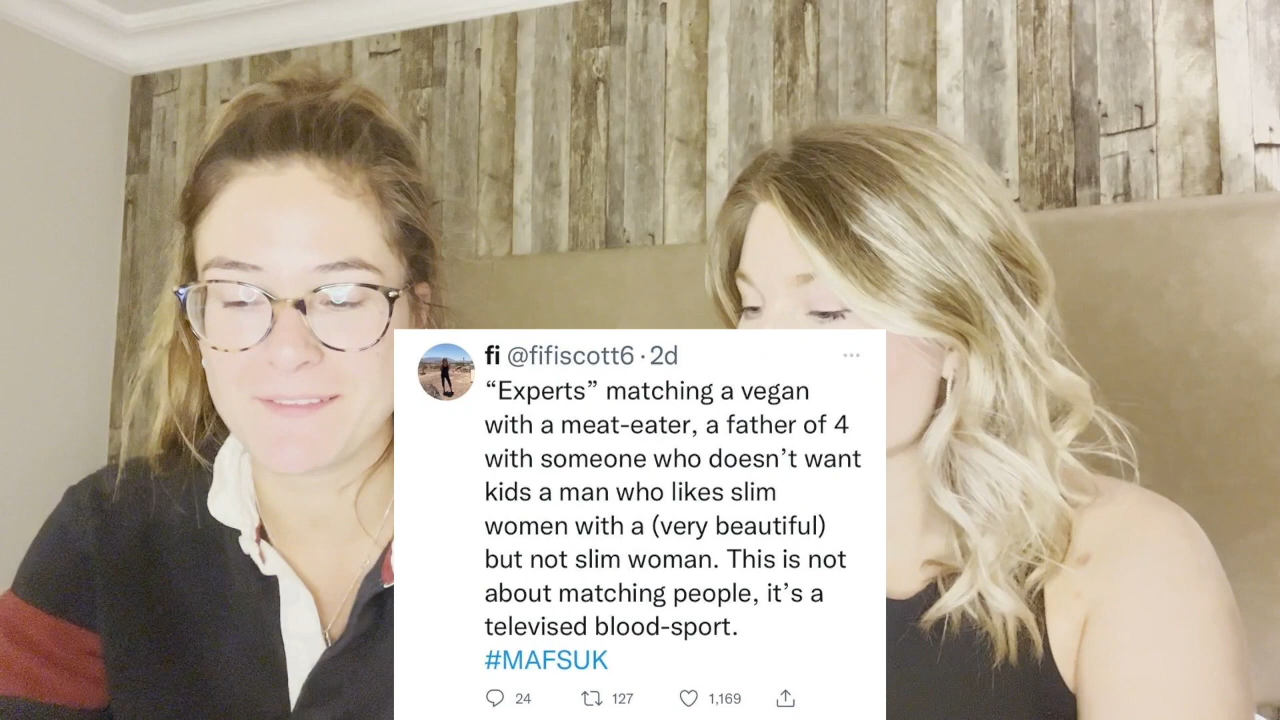 fi @fifiscott6 · 2d
“Experts” matching a vegan
with a meat-eater, a father of 4
with someone who doesn’t want
kids a man who likes slim
women with a (very beautiful)
but not slim woman. This is not
about matching people, it’s a
televised blood-sport.
#MAFSUK
24 127 1,169